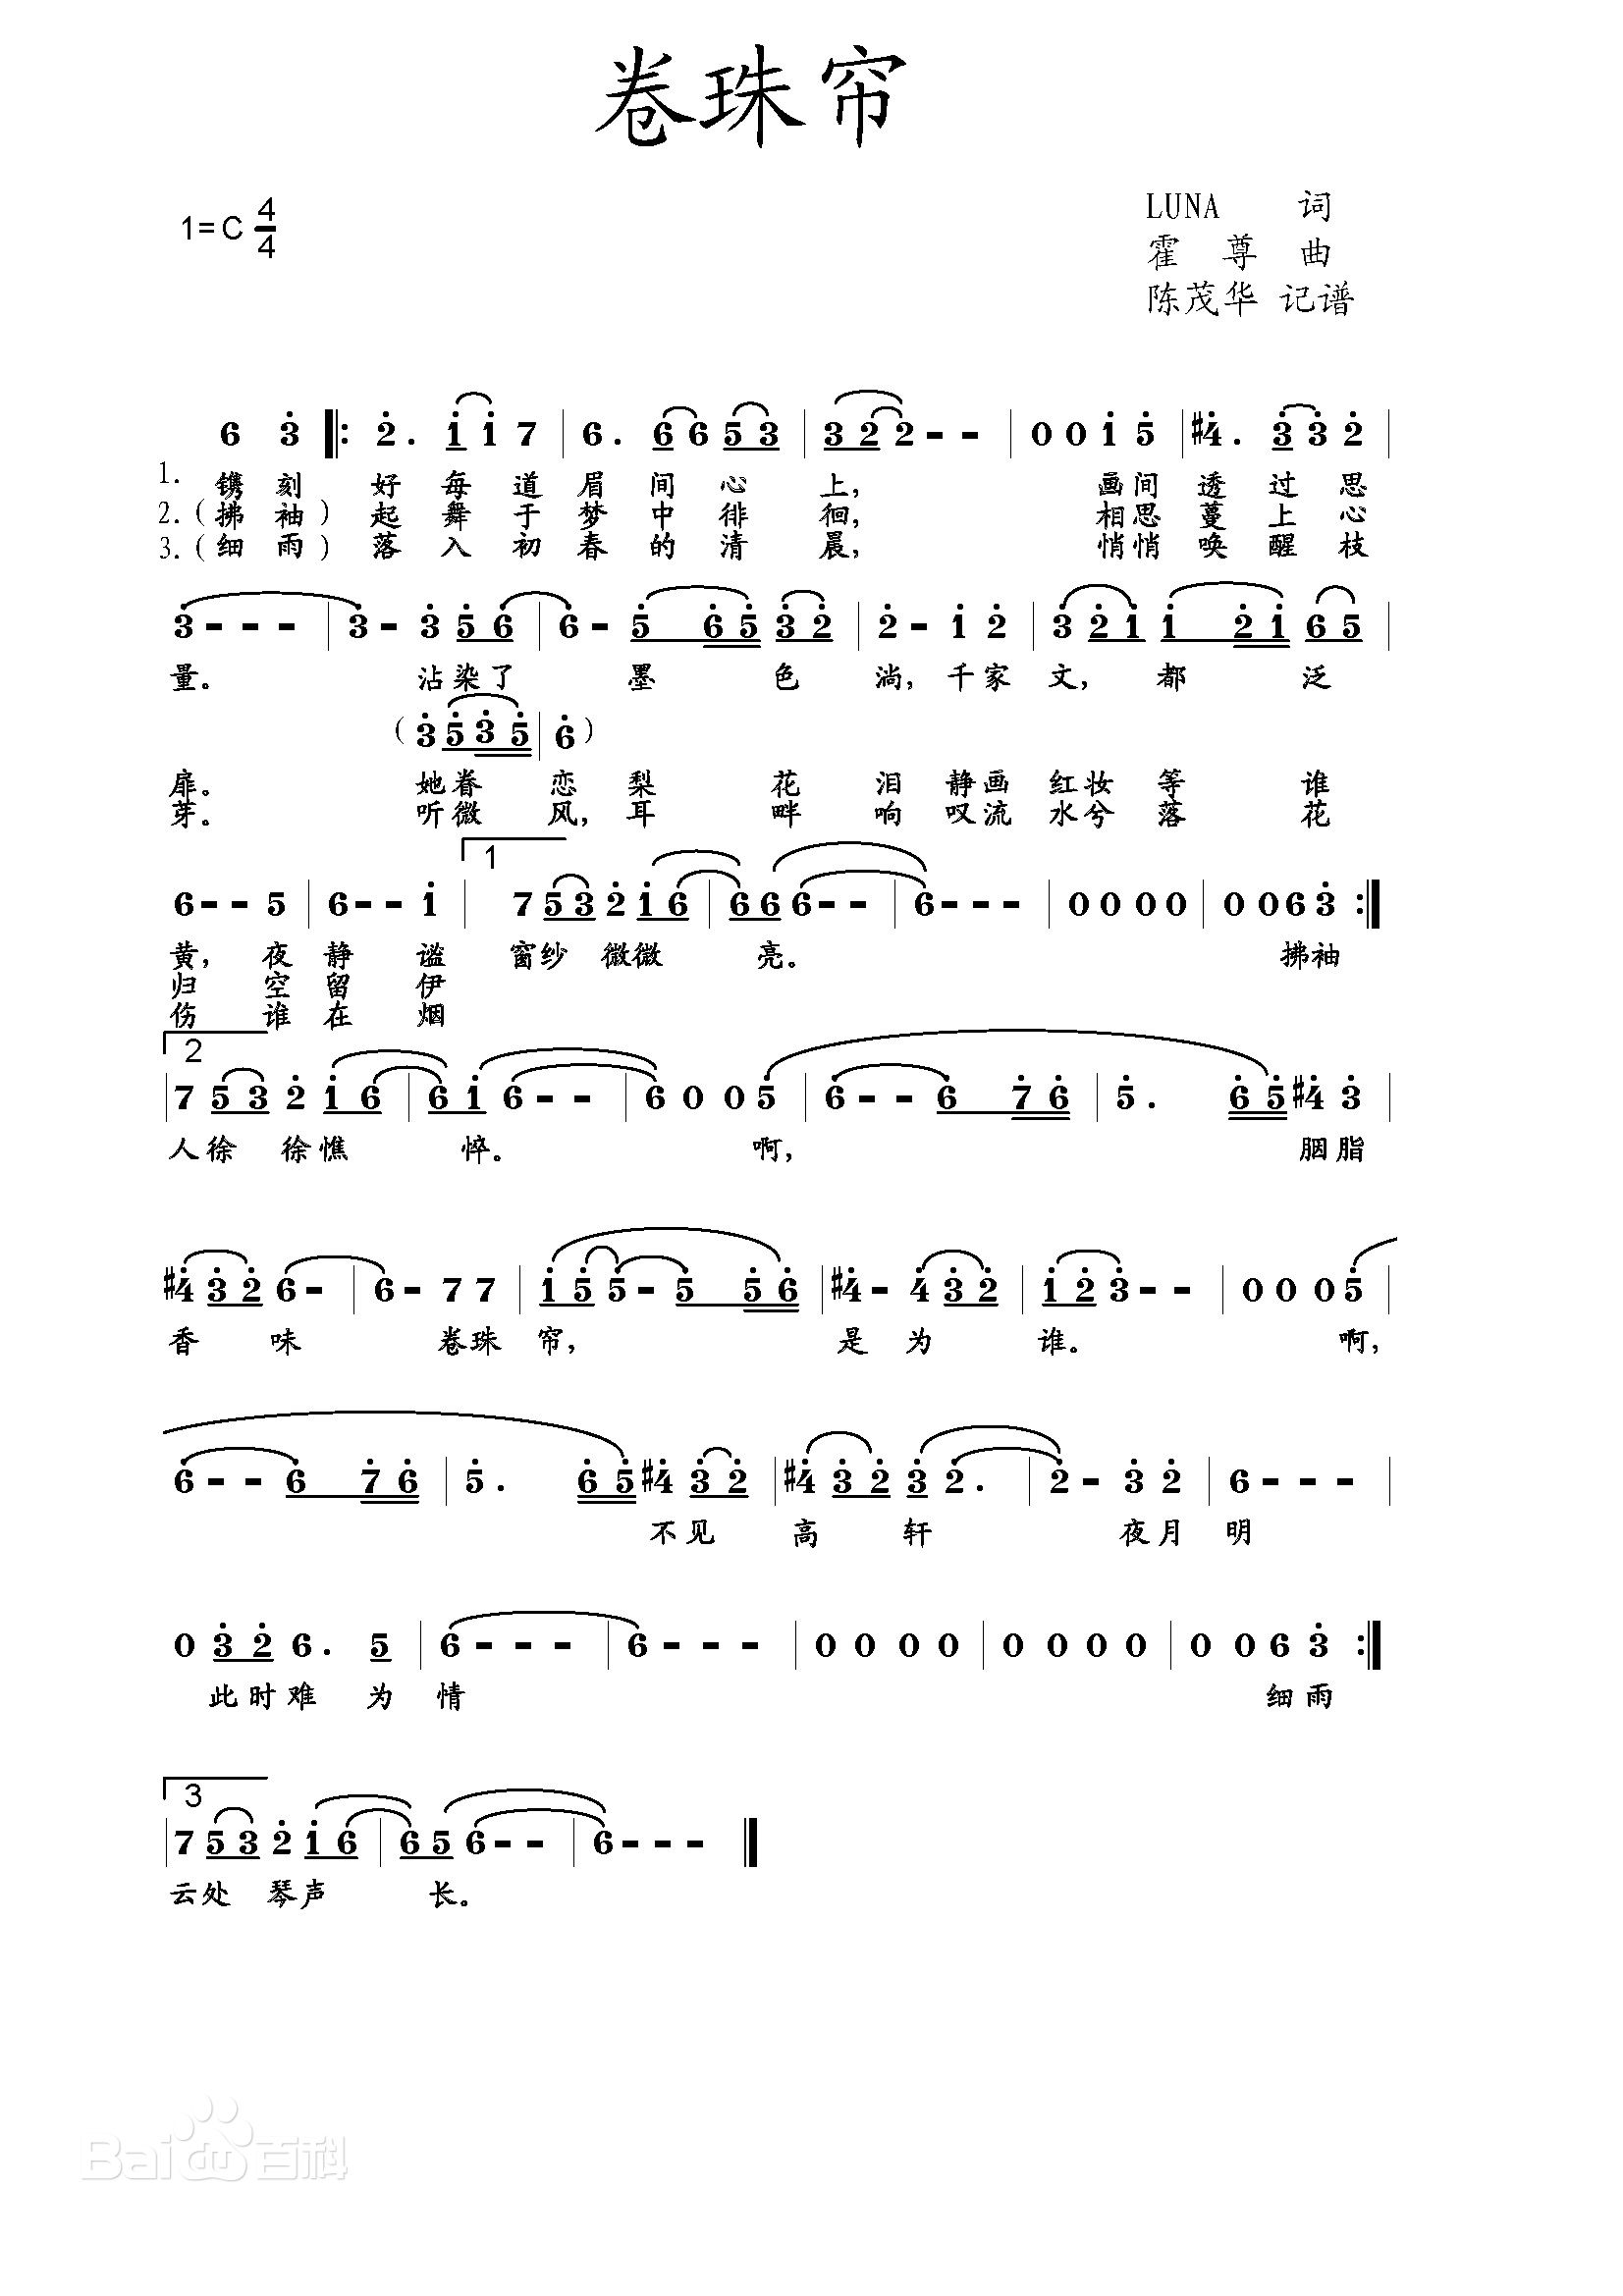 卷珠帘
1=C 4/4
LUNA 词
霍 尊 曲
陈茂华 记谱
6 3 ‖: 2. 1 1 7 | 6. 6 6 5 3 | 3 2 2 - - | 0 0 1 5 | #4. 3 3 2 |
1. 镌刻 好每道眉间心上， 画间透过思
2.(拂袖)起舞于梦中徘徊， 相思蔓上心
3.(细雨)落入初春的清晨， 悄悄唤醒枝
3 - - - | 3 - 3 5 6 | 6 - 5 6 5 3 2 | 2 - 1 2 | 3 2 1 1 2 1 6 5 |
量。 沾染了 墨 色 淌，千家文，都 泛
(3 5 3 5 | 6)
扉。 她眷 恋 梨 花 泪 静画 红妆 等 谁
芽。 听微 风，耳 畔 响 叹流 水兮 落 花
1
6 - - 5 | 6 - - 1 | 7 5 3 2 1 6 | 6 6 6 - - | 6 - - - | 0 0 0 0 | 0 0 6 3 :‖
黄，夜 静 谧 窗纱 微微 亮。 拂袖
归 空 留 伊
伤 谁 在 烟
2
| 7 5 3 2 1 6 | 6 1 6 - - | 6 0 0 5 | 6 - - 6 7 6 | 5. 6 5 #4 3 |
人徐 徐憔 悴。 啊， 胭脂
#4 3 2 6 - | 6 - 7 7 | 1 5 5 - 5 5 6 | #4 - 4 3 2 | 1 2 3 - - | 0 0 0 5 |
香 味 卷珠 帘， 是 为 谁。 啊，
6 - - 6 7 6 | 5. 6 5 #4 3 2 | #4 3 2 3 2. | 2 - 3 2 | 6 - - - |
不见 高 轩 夜月 明
0 3 2 6. 5 | 6 - - - | 6 - - - | 0 0 0 0 | 0 0 0 0 | 0 0 6 3 :‖
此时难 为 情 细雨
3
| 7 5 3 2 1 6 | 6 5 6 - - | 6 - - - ‖
云处 琴声 长。
Bai百科